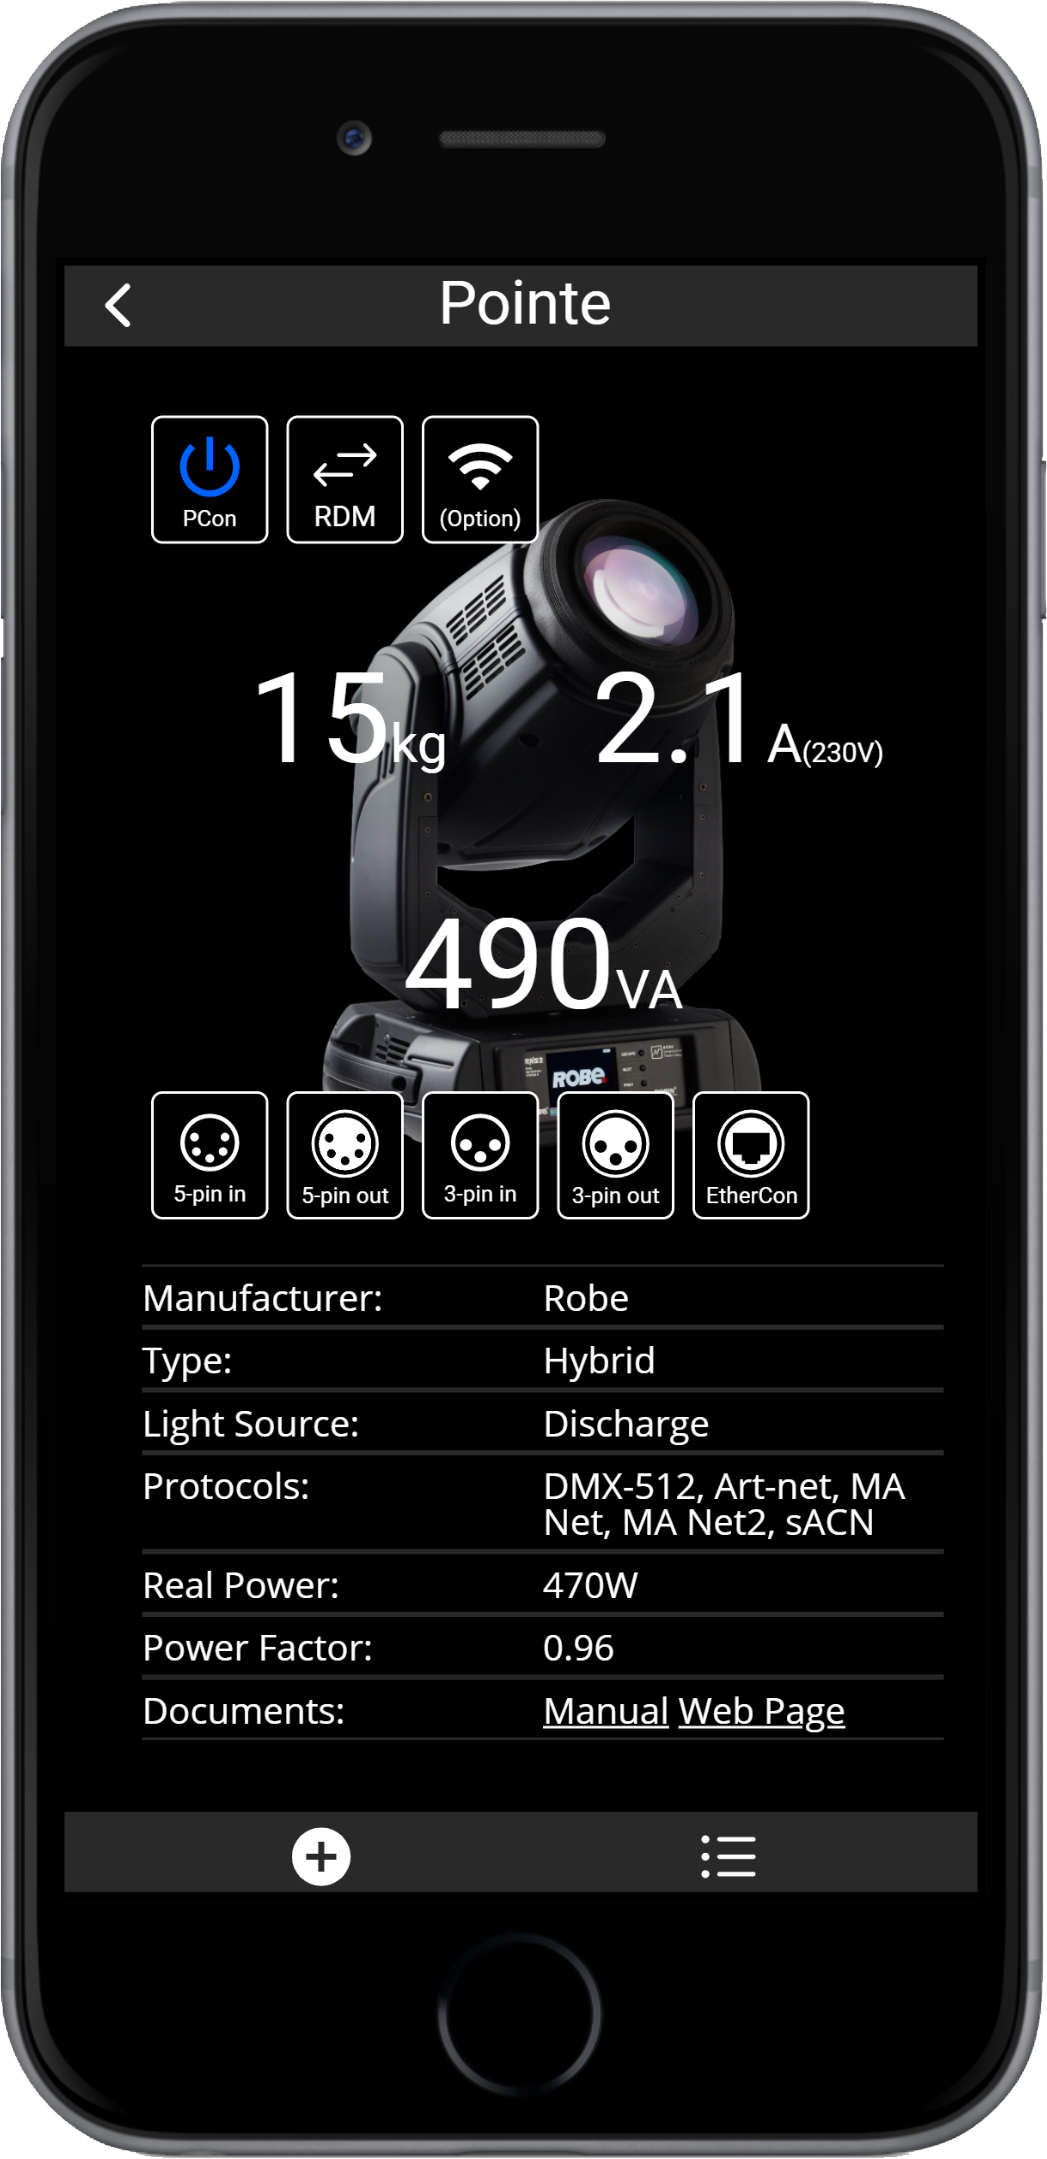 Pointe
PCon
RDM
(Option)
15kg
2.1A(230V)
490VA
ROBe
5-pin in
5-pin out
3-pin in
3-pin out
EtherCon
Manufacturer: Robe
Type: Hybrid
Light Source: Discharge
Protocols: DMX-512, Art-net, MA
Net, MA Net2, sACN
Real Power: 470W
Power Factor: 0.96
Documents: Manual Web Page